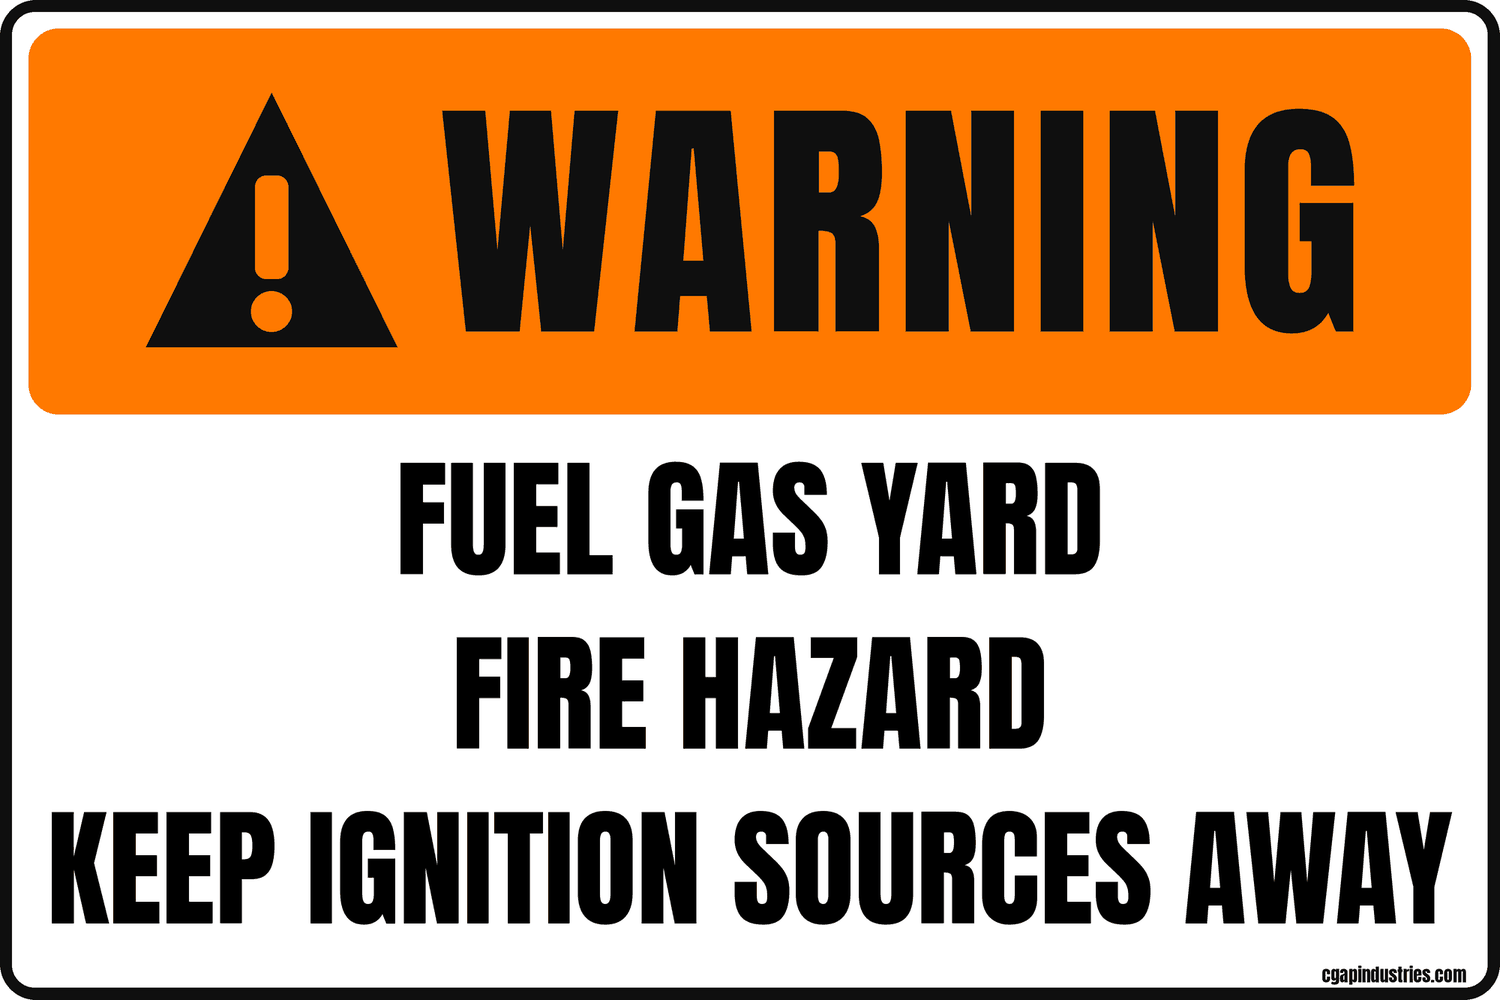 WARNING
FUEL GAS YARD
FIRE HAZARD
KEEP IGNITION SOURCES AWAY
cgapindustries.com